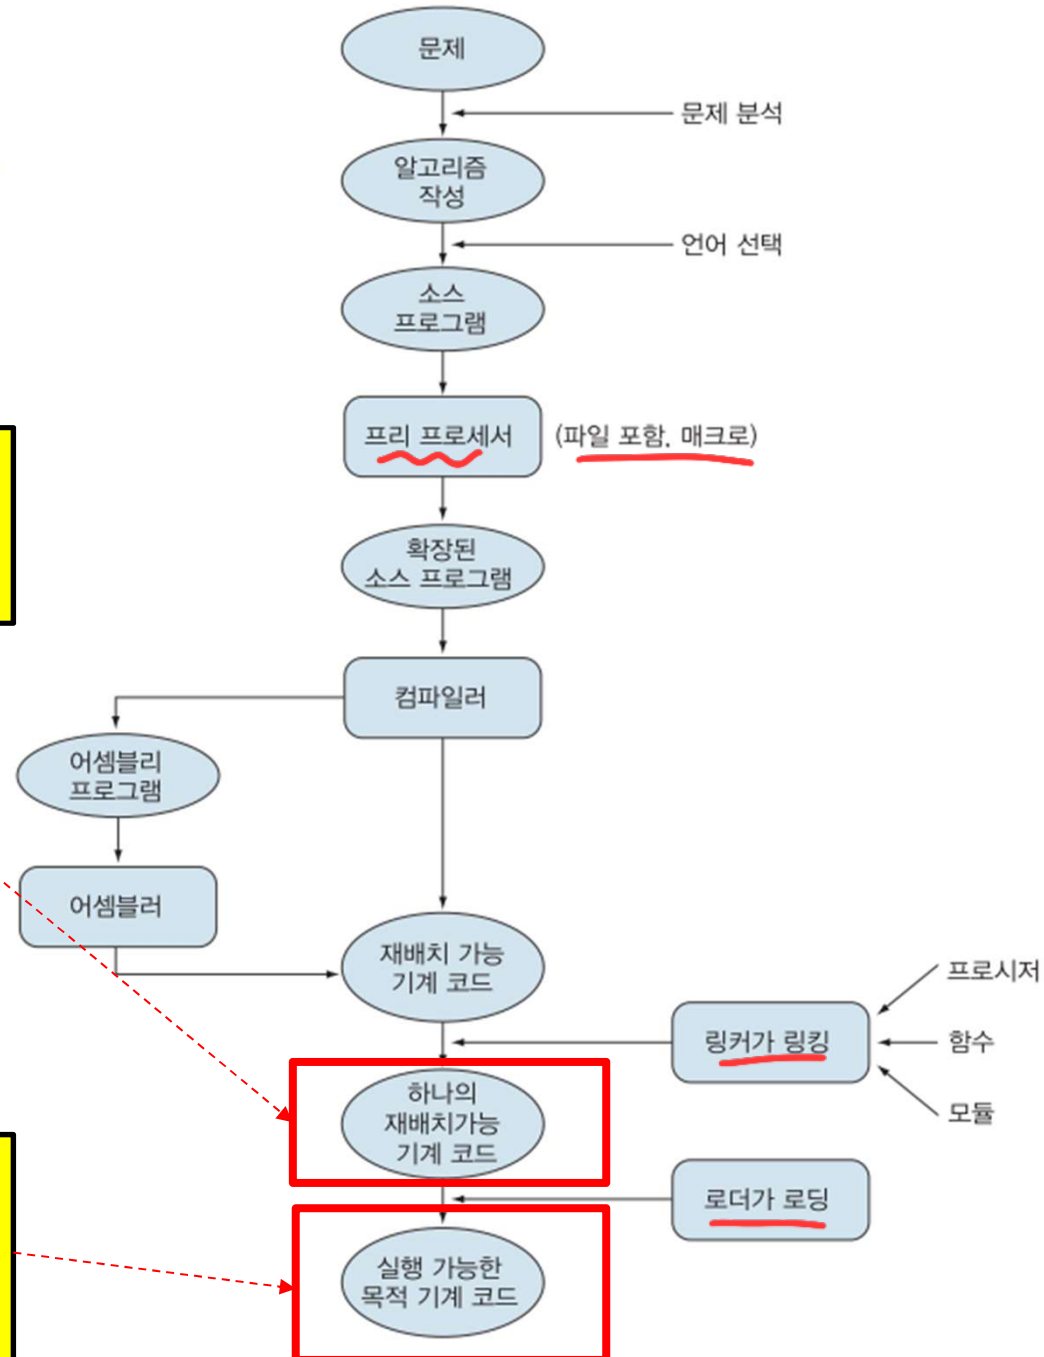 문제
문제 분석
알고리즘
작성
언어 선택
소스
프로그램
프리 프로세서
(파일 포함, 매크로)
확장된
소스 프로그램
컴파일러
어셈블리
프로그램
어셈블러
재배치 가능
기계 코드
프로시저
링커가 링킹
함수
모듈
하나의
재배치가능
기계 코드
로더가 로딩
실행 가능한
목적 기계 코드